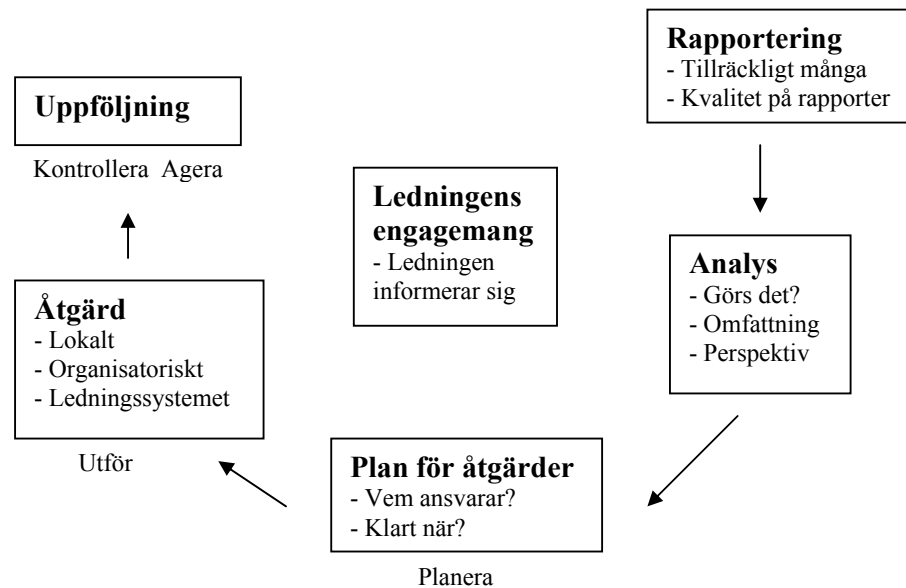 Rapportering
- Tillräckligt många
- Kvalitet på rapporter
Uppföljning
Kontrollera Agera
Ledningens
engagemang
- Ledningen
informerar sig
Analys
- Görs det?
- Omfattning
- Perspektiv
Åtgärd
- Lokalt
- Organisatoriskt
- Ledningssystemet
Utför
Plan för åtgärder
- Vem ansvarar?
- Klart när?
Planera